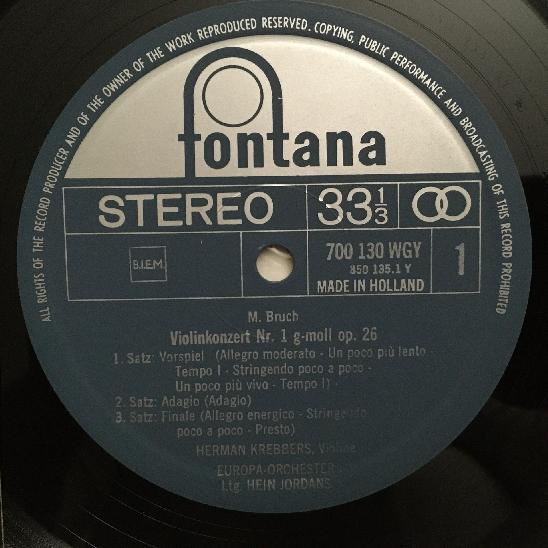 ALL RIGHTS OF THE RECORD PRODUCER AND OF THE OWNER OF THE WORK REPRODUCED RESERVED. COPYING, PUBLIC PERFORMANCE AND BROADCASTING OF THIS RECORD PROHIBITED
fontana
STEREO 33⅓
B.I.E.M. 700 130 WGY 1
850 135.1 Y
MADE IN HOLLAND
M. Bruch
Violinkonzert Nr. 1 g-moll op. 26
1. Satz: Vorspiel (Allegro moderato - Un poco più lento -
Tempo I - Stringendo poco a poco -
Un poco più vivo - Tempo I)
2. Satz: Adagio (Adagio)
3. Satz: Finale (Allegro energico - Stringendo
poco a poco - Presto)
HERMAN KREBBERS, Violine
EUROPA-ORCHESTER
Ltg. HEIN JORDANS